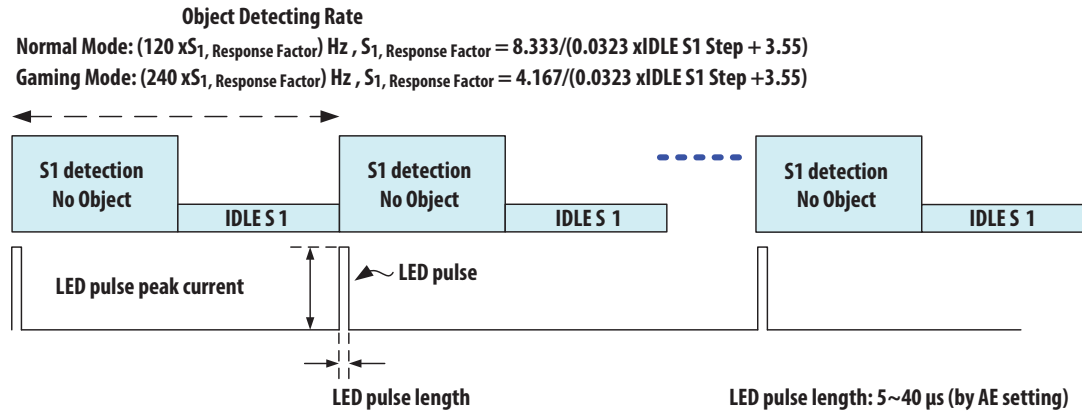 Object Detecting Rate
Normal Mode: (120 xS1, Response Factor) Hz , S1, Response Factor = 8.333/(0.0323 xIDLE S1 Step + 3.55)
Gaming Mode: (240 xS1, Response Factor) Hz , S1, Response Factor = 4.167/(0.0323 xIDLE S1 Step +3.55)
S1 detection
No Object
IDLE S 1
S1 detection
No Object
IDLE S 1
S1 detection
No Object
IDLE S 1
LED pulse peak current
LED pulse
LED pulse length
LED pulse length: 5~40 µs (by AE setting)